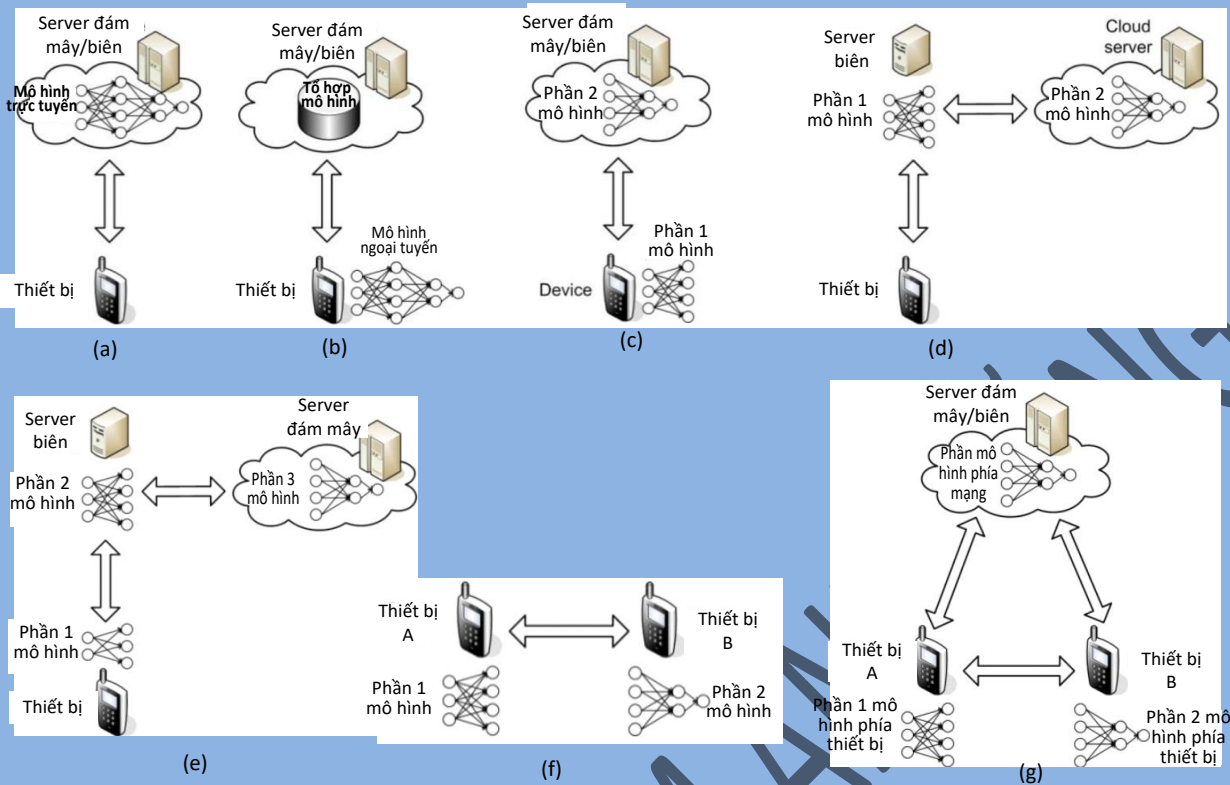 Server đám
mây/biên
Mô hình
trực tuyến
Thiết bị
(a)
Server đám
mây/biên
Tổ hợp
mô hình
Mô hình
ngoại tuyến
Thiết bị
(b)
Server đám
mây/biên
Phần 2
mô hình
Phần 1
mô hình
Device
(c)
Server
biên
Phần 1
mô hình
Cloud
server
Phần 2
mô hình
Thiết bị
(d)
Server
biên
Phần 2
mô hình
Server
đám mây
Phần 3
mô hình
Phần 1
mô hình
Thiết bị
(e)
Thiết bị
A
Thiết bị
B
Phần 1
mô hình
Phần 2
mô hình
(f)
Server đám
mây/biên
Phần mô
hình phía
mạng
Thiết bị
A
Thiết bị
B
Phần 1 mô
hình phía
thiết bị
Phần 2 mô
hình phía
thiết bị
(g)